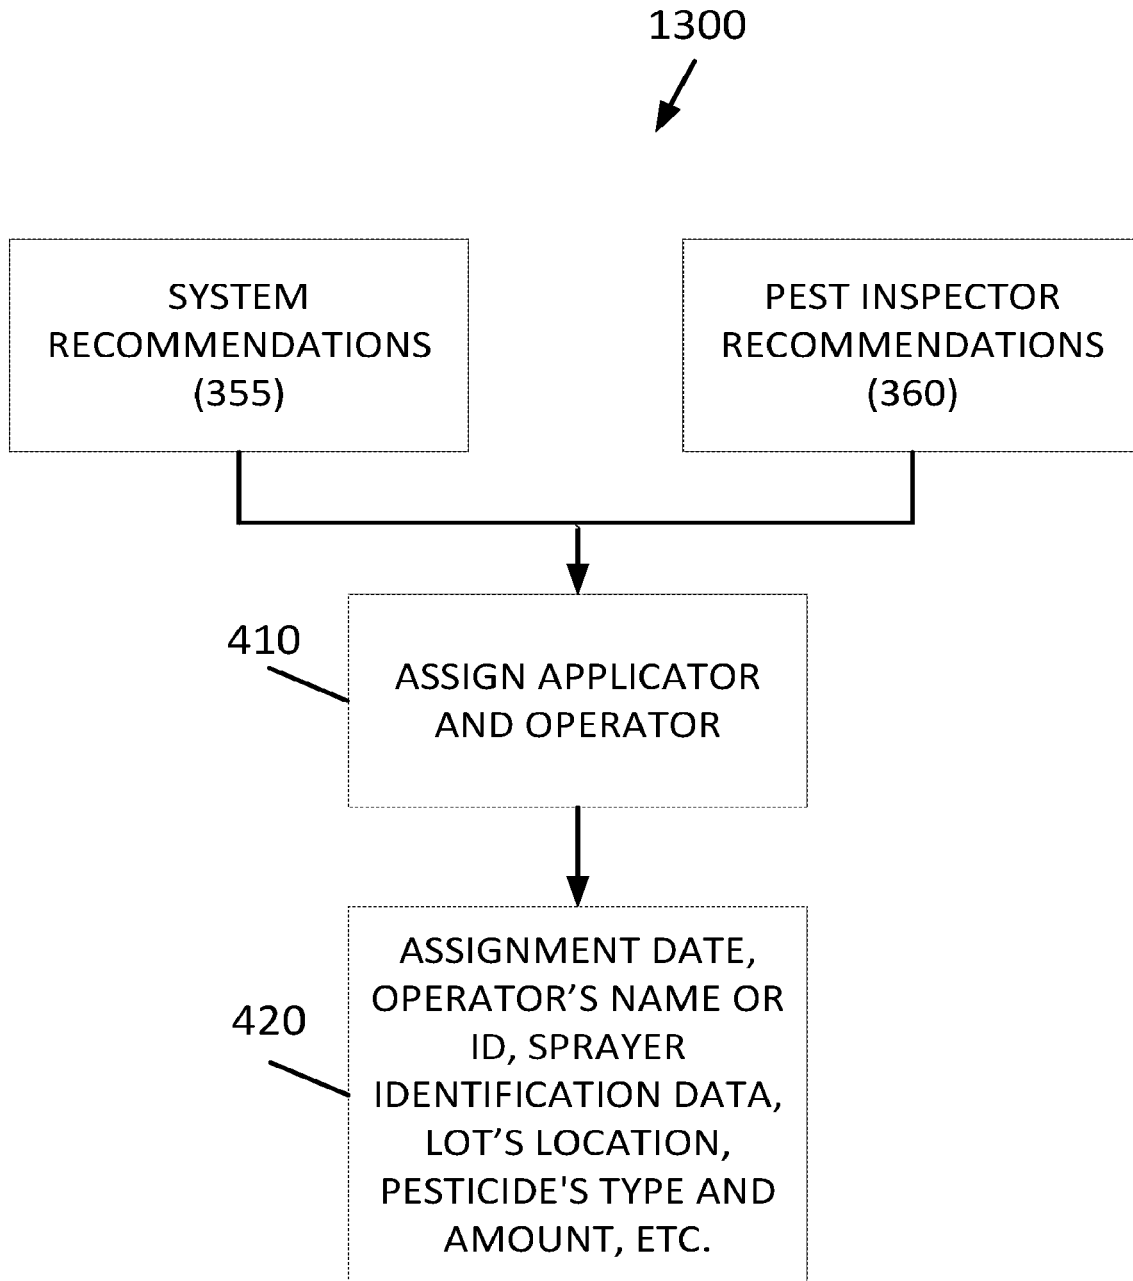 1300
SYSTEM
RECOMMENDATIONS
(355)
PEST INSPECTOR
RECOMMENDATIONS
(360)
410
ASSIGN APPLICATOR
AND OPERATOR
420
ASSIGNMENT DATE,
OPERATOR’S NAME OR
ID, SPRAYER
IDENTIFICATION DATA,
LOT’S LOCATION,
PESTICIDE'S TYPE AND
AMOUNT, ETC.